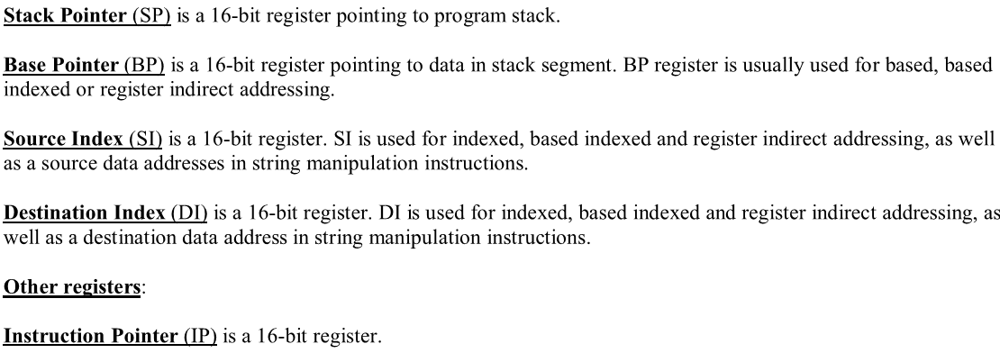 Stack Pointer (SP) is a 16-bit register pointing to program stack.
Base Pointer (BP) is a 16-bit register pointing to data in stack segment. BP register is usually used for based, based
indexed or register indirect addressing.
Source Index (SI) is a 16-bit register. SI is used for indexed, based indexed and register indirect addressing, as well
as a source data addresses in string manipulation instructions.
Destination Index (DI) is a 16-bit register. DI is used for indexed, based indexed and register indirect addressing, as
well as a destination data address in string manipulation instructions.
Other registers:
Instruction Pointer (IP) is a 16-bit register.